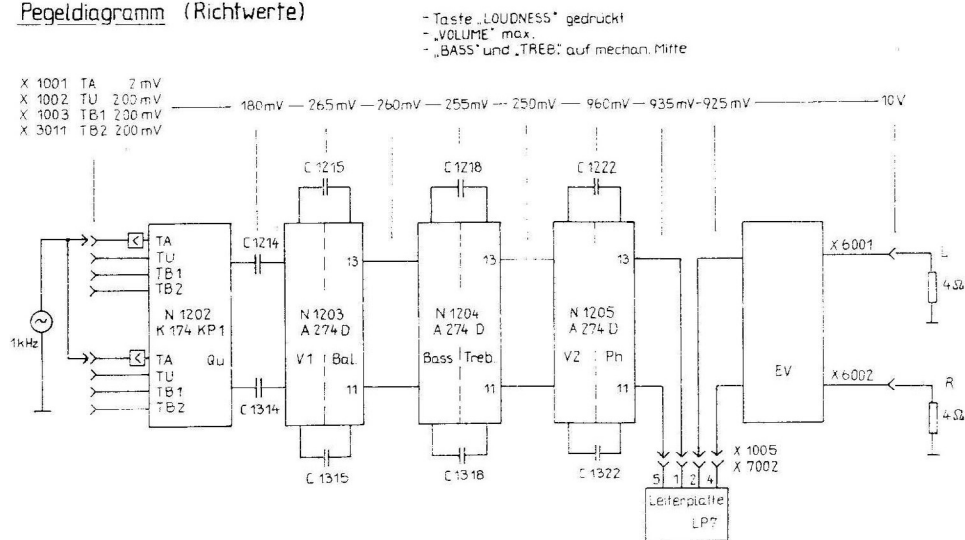 Pegeldiagramm (Richtwerte)
- Taste „LOUDNESS" gedrückt
- „VOLUME" max.
- „BASS" und „TREB." auf mechan. Mitte
X 1001 TA 2 mV
X 1002 TU 200 mV
X 1003 TB1 200 mV
X 3011 TB2 200 mV
180mV — 265mV — 260mV — 255mV — 250mV — 960mV — 935mV – 925mV — 10V
C 1215
C 1218
C 1222
C 1214
TA
TU
TB1
TB2
N 1202
K 174 KP1
TA
TU
TB1
TB2
Qu
C 1314
1kHz
13
N 1203
A 274 D
V1 Bal.
11
C 1315
13
N 1204
A 274 D
Bass Treb.
11
C 1318
13
N 1205
A 274 D
V2 Ph
11
C 1322
EV
X 6001
L
4Ω
X 6002
R
4Ω
X 1005
X 7002
5 1 2 4
Leiterplatte
LP7